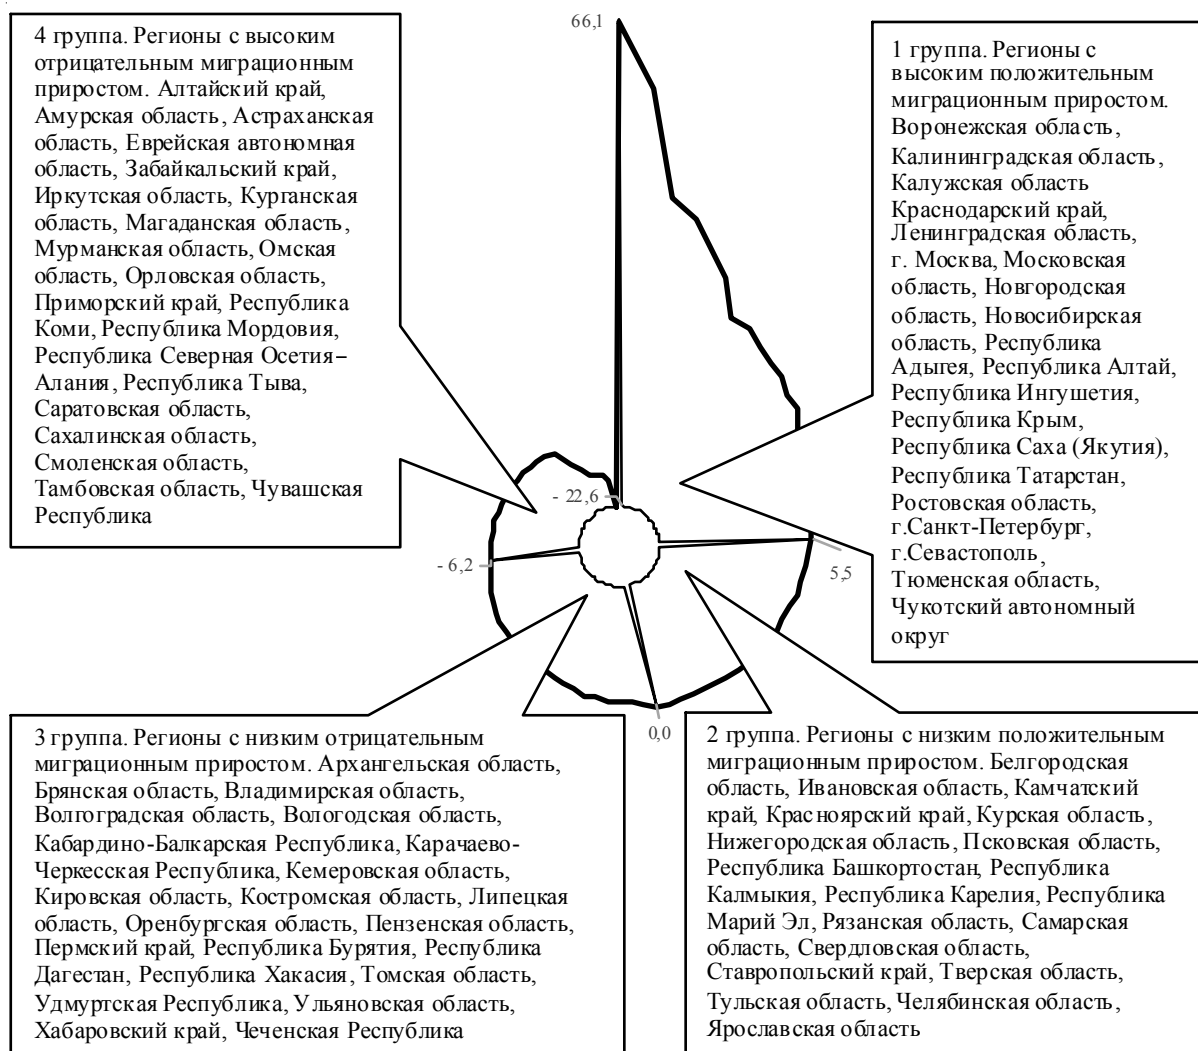 4 группа. Регионы с высоким
отрицательным миграционным
приростом. Алтайский край,
Амурская область, Астраханская
область, Еврейская автономная
область, Забайкальский край,
Иркутская область, Курганская
область, Магаданская область,
Мурманская область, Омская
область, Орловская область,
Приморский край, Республика
Коми, Республика Мордовия,
Республика Северная Осетия–
Алания, Республика Тыва,
Саратовская область,
Сахалинская область,
Смоленская область,
Тамбовская область, Чувашская
Республика
66,1
- 22,6
- 6,2
5,5
0,0
1 группа. Регионы с
высоким положительным
миграционным приростом.
Воронежская область,
Калининградская область,
Калужская область
Краснодарский край,
Ленинградская область,
г. Москва, Московская
область, Новгородская
область, Новосибирская
область, Республика
Адыгея, Республика Алтай,
Республика Ингушетия,
Республика Крым,
Республика Саха (Якутия),
Республика Татарстан,
Ростовская область,
г.Санкт-Петербург,
г.Севастополь,
Тюменская область,
Чукотский автономный
округ
3 группа. Регионы с низким отрицательным
миграционным приростом. Архангельская область,
Брянская область, Владимирская область,
Волгоградская область, Вологодская область,
Кабардино-Балкарская Республика, Карачаево-
Черкесская Республика, Кемеровская область,
Кировская область, Костромская область, Липецкая
область, Оренбургская область, Пензенская область,
Пермский край, Республика Бурятия, Республика
Дагестан, Республика Хакасия, Томская область,
Удмуртская Республика, Ульяновская область,
Хабаровский край, Чеченская Республика
2 группа. Регионы с низким положительным
миграционным приростом. Белгородская
область, Ивановская область, Камчатский
край, Красноярский край, Курская область,
Нижегородская область, Псковская область,
Республика Башкортостан, Республика
Калмыкия, Республика Карелия, Республика
Марий Эл, Рязанская область, Самарская
область, Свердловская область,
Ставропольский край, Тверская область,
Тульская область, Челябинская область,
Ярославская область